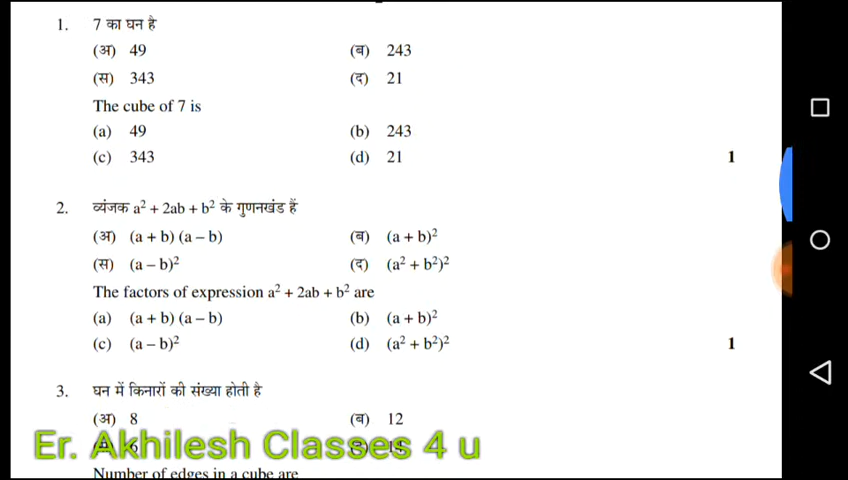 1. 7 का घन है
(अ) 49 (ब) 243
(स) 343 (द) 21
The cube of 7 is
(a) 49 (b) 243
(c) 343 (d) 21 1
2. व्यंजक a² + 2ab + b² के गुणनखंड हैं
(अ) (a + b) (a – b) (ब) (a + b)²
(स) (a – b)² (द) (a² + b²)²
The factors of expression a² + 2ab + b² are
(a) (a + b) (a – b) (b) (a + b)²
(c) (a – b)² (d) (a² + b²)² 1
3. घन में किनारों की संख्या होती है
(अ) 8 (ब) 12
Er. Akhilesh Classes 4 u
Number of edges in a cube are